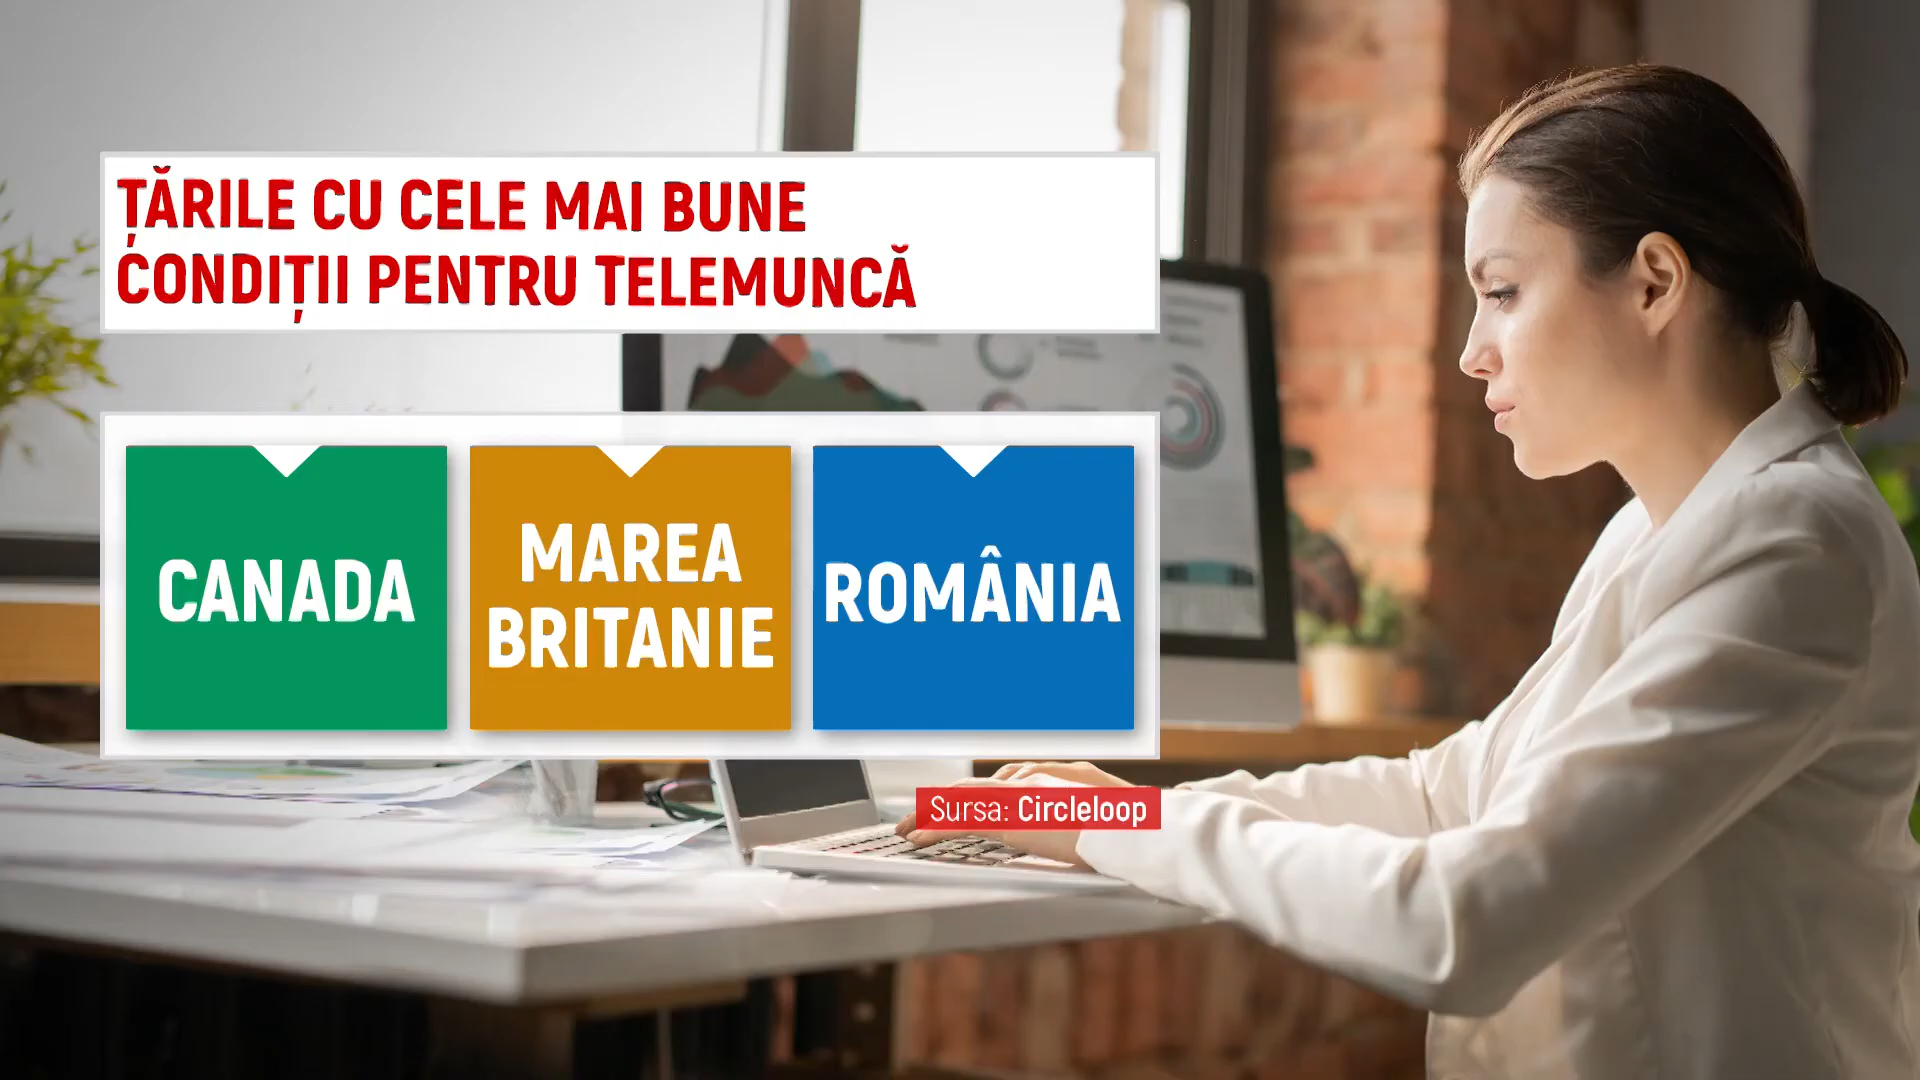 ȚĂRILE CU CELE MAI BUNE
CONDIȚII PENTRU TELEMUNCĂ
CANADA
MAREA
BRITANIE
ROMÂNIA
Sursa: Circleloop